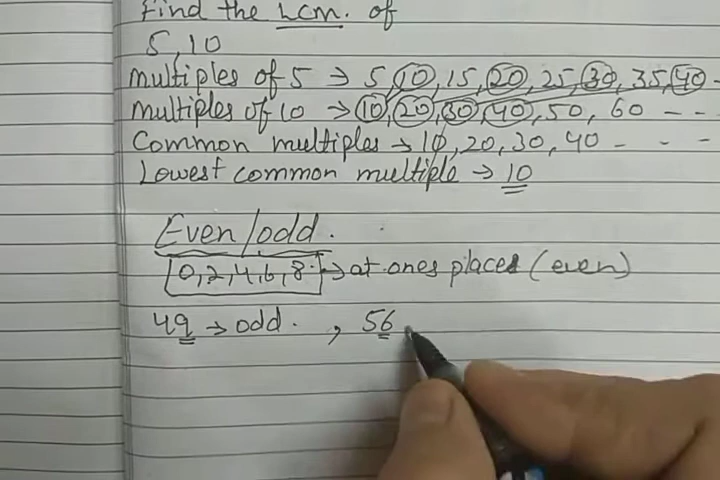 find the LCM. of
5, 10
multiples of 5 → 5, 10, 15, 20, 25, 30, 35, 40 -
multiples of 10 → 10, 20, 30, 40, 50, 60 - - -
Common multiples → 10, 20, 30, 40 - - -
Lowest common multiple → 10
Even/odd.
0, 2, 4, 6, 8 → at ones places (even)
49 → odd. , 56